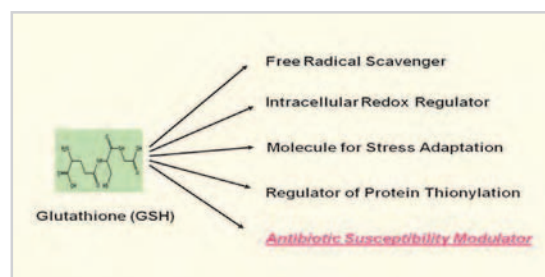 Free Radical Scavenger
Intracellular Redox Regulator
Molecule for Stress Adaptation
Regulator of Protein Thionylation
Glutathione (GSH)
Antibiotic Susceptibility Modulator